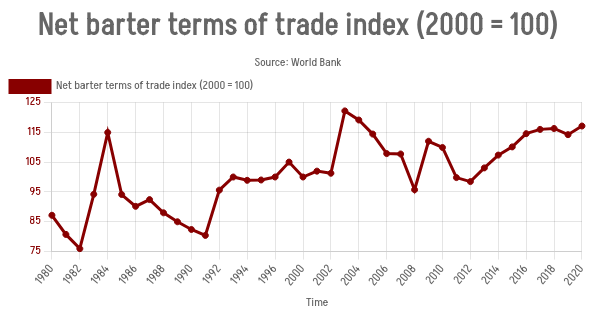 Net barter terms of trade index (2000 = 100)
Source: World Bank
Net barter terms of trade index (2000 = 100)
125
115
105
95
85
75
1980 1982 1984 1986 1988 1990 1992 1994 1996 2000 2002 2004 2006 2008 2010 2012 2014 2016 2018 2020
Time